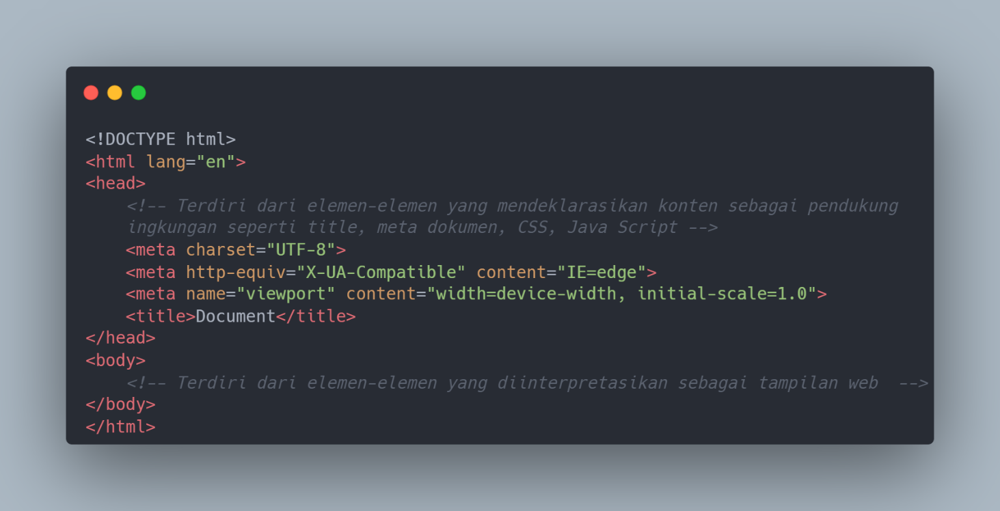 <!DOCTYPE html>
<html lang="en">
<head>
    <!-- Terdiri dari elemen-elemen yang mendeklarasikan konten sebagai pendukung
    ingkungan seperti title, meta dokumen, CSS, Java Script -->
    <meta charset="UTF-8">
    <meta http-equiv="X-UA-Compatible" content="IE=edge">
    <meta name="viewport" content="width=device-width, initial-scale=1.0">
    <title>Document</title>
</head>
<body>
    <!-- Terdiri dari elemen-elemen yang diinterpretasikan sebagai tampilan web  -->
</body>
</html>